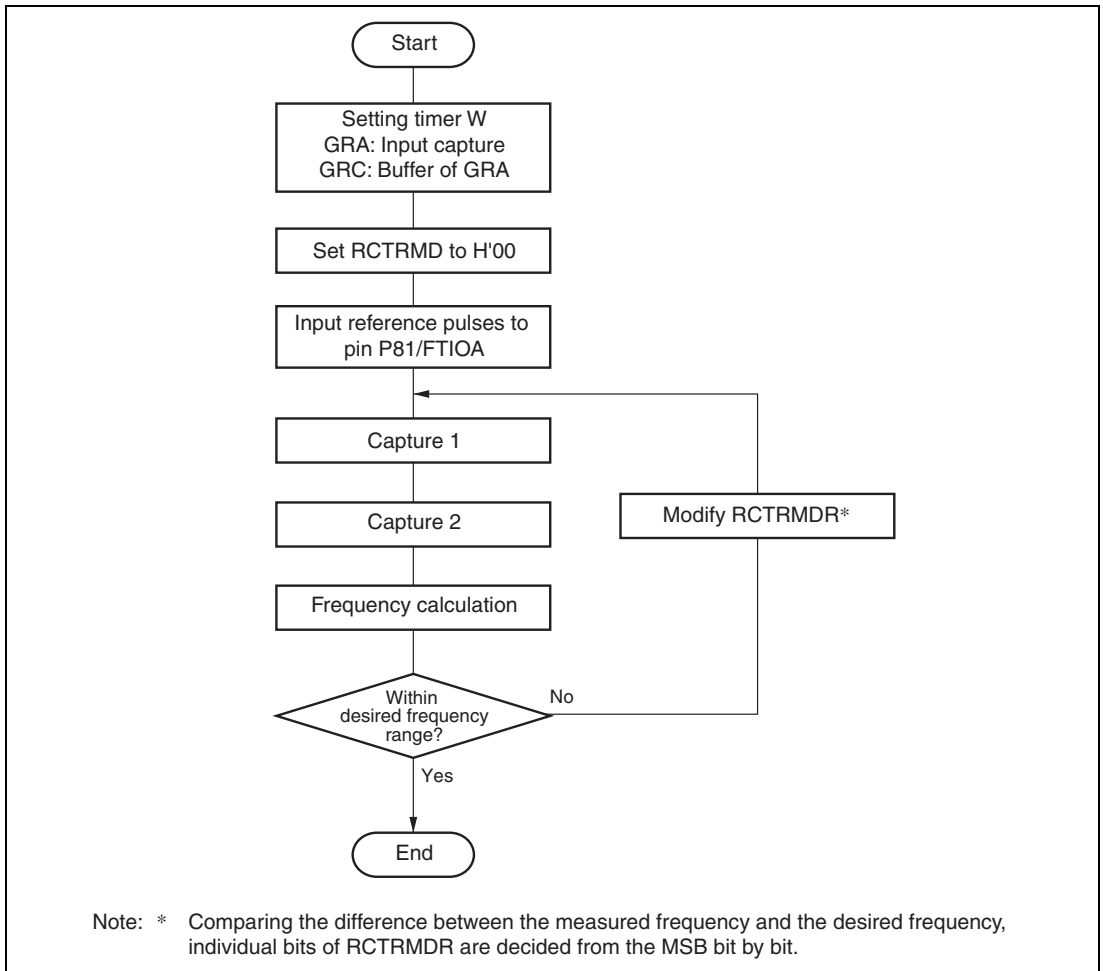 Start
Setting timer W
GRA: Input capture
GRC: Buffer of GRA
Set RCTRMD to H'00
Input reference pulses to
pin P81/FTIOA
Capture 1
Capture 2
Modify RCTRMDR*
Frequency calculation
Within
desired frequency
range?
No
Yes
End
Note: * Comparing the difference between the measured frequency and the desired frequency,
individual bits of RCTRMDR are decided from the MSB bit by bit.